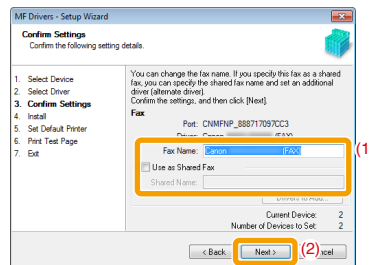 MF Drivers - Setup Wizard
Confirm Settings
Confirm the following setting details.
1. Select Device
2. Select Driver
3. Confirm Settings
4. Install
5. Set Default Printer
6. Print Test Page
7. Exit
You can change the fax name. If you specify this fax as a shared
fax, you can specify the shared fax name and set an additional
driver (alternate driver).
Confirm the settings, and then click [Next].
Fax
Port: CNMFNP_888717097CC3
Driver: Canon (FAX)
Fax Name: Canon (FAX)
(1
Use as Shared Fax
Shared Name:
Drivers to Add...
Current Device: 2
Number of Devices to Set: 2
< Back
Next >
(2)
cel